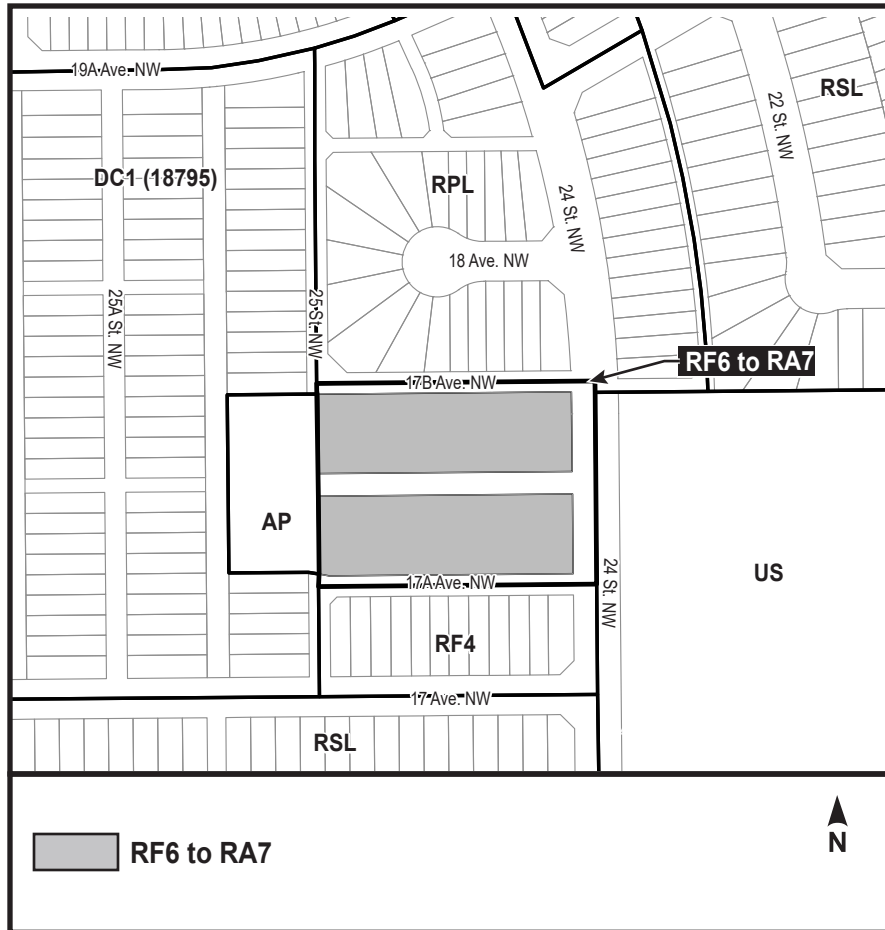 19A Ave. NW
RSL
22 St. NW
DC1 (18795)
RPL
24 St. NW
18 Ave. NW
25A St. NW
25 St. NW
RF6 to RA7
17B Ave. NW
AP
US
17A Ave. NW
24 St. NW
RF4
17 Ave. NW
RSL
RF6 to RA7
N